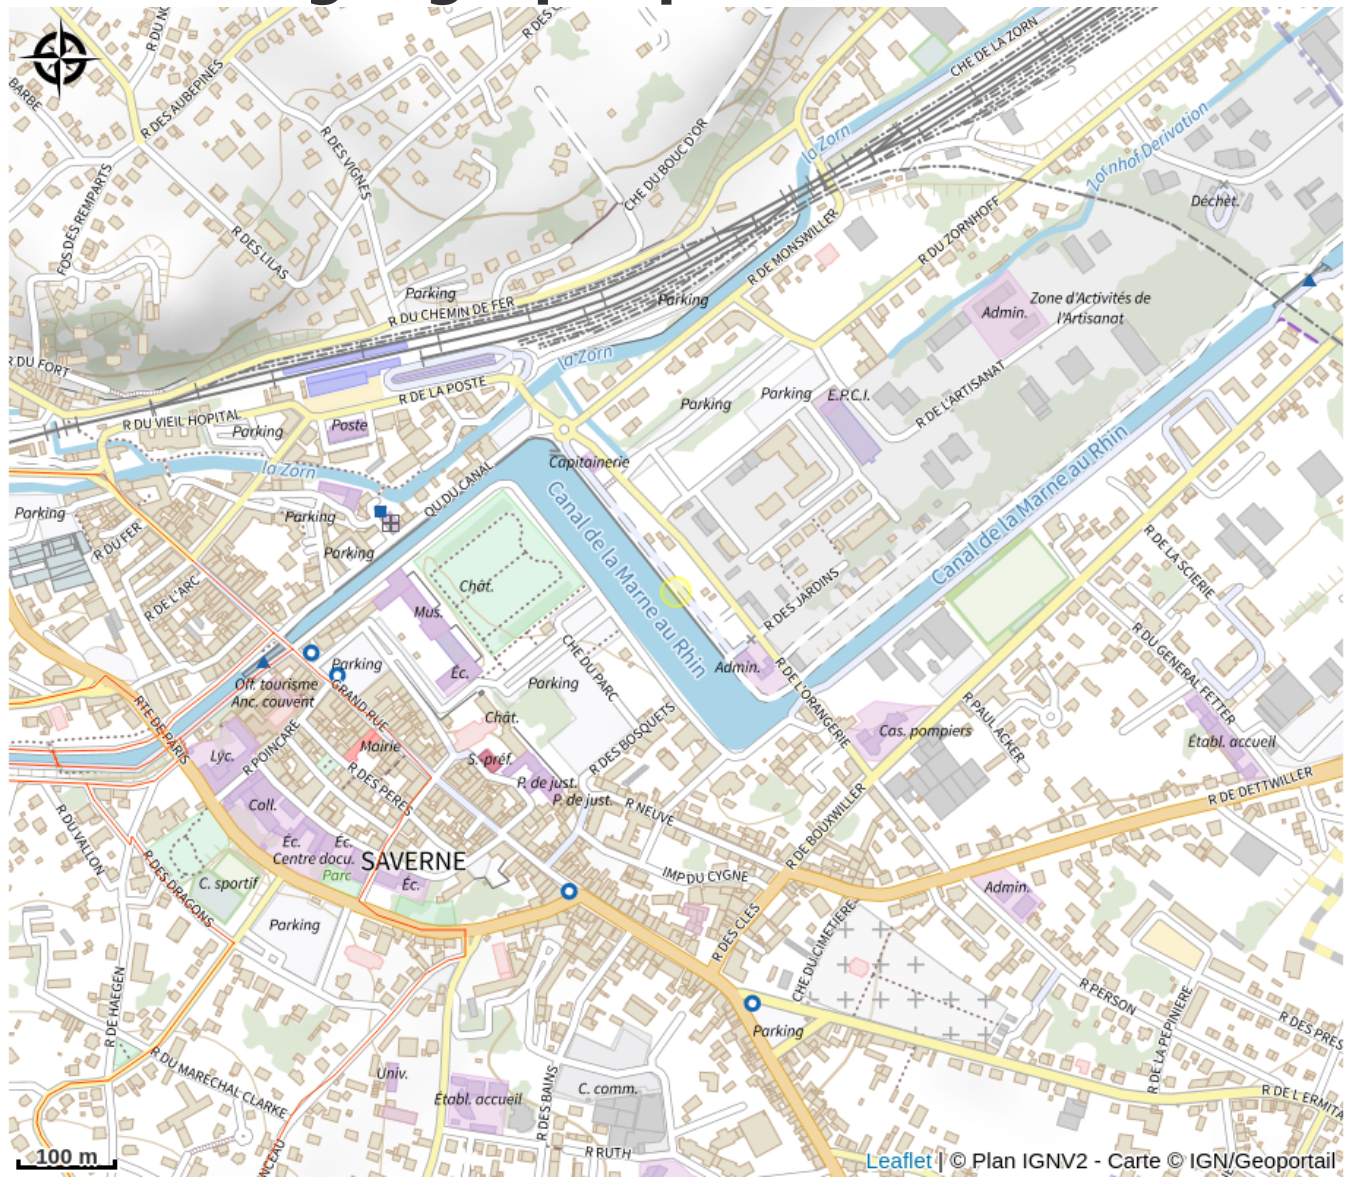 R DES AUBEPINES
BARBE
R DES VIGNES
FOS DES REMPARTS
R DES LILAS
CHE DU BOUC D'OR
CHE DE LA ZORN
la Zorn
Zornhof Derivation
Déchèt.
R DE MONSWILLER
R DU ZORNHOFF
Parking
R DU CHEMIN DE FER
Parking
Admin.
Zone d'Activités de
l'Artisanat
R DU FORT
la Zorn
R DE LA POSTE
R DU VIEIL HOPITAL
Parking
Poste
Parking
Parking
E.P.C.I.
R DE L'ARTISANAT
la Zorn
QU DU CANAL
Capitainerie
Canal de la Marne au Rhin
Canal de la Marne au Rhin
Parking
R DU FER
Parking
Parking
R DE L'ARC
Chât.
Mus.
Éc.
R DES JARDINS
R DE LA SCIERIE
R DU GENERAL FETTER
Parking
Off. tourisme
Anc. couvent
GRAND RUE
CHE DU PARC
Parking
Chât.
Admin.
R DE L'ORANGERIE
R PAUL ACKER
Cas. pompiers
Établ. accueil
RTE DE PARIS
Lyc.
R POINCARE
Mairie
R DES PERES
S.-préf.
P. de just.
P. de just.
R DES BOSQUETS
R NEUVE
R DE BOUXWILLER
R DE DETTWILLER
Coll.
Éc.
Éc.
Centre docu.
Parc
Éc.
SAVERNE
IMP DU CYGNE
R DU VALLON
R DES DRAGONS
C. sportif
Parking
R DES CLES
CHE DU CIMETIERE
Admin.
R PERSON
R DE LA PEPINIERE
R DES PRES
R DE L'ERMITA
Parking
R DE HAEGEN
R DU MARECHAL CLARKE
Univ.
Établ. accueil
R DES BAINS
C. comm.
R RUTH
NCEAU
100 m
Leaflet | © Plan IGNV2 - Carte © IGN/Geoportail